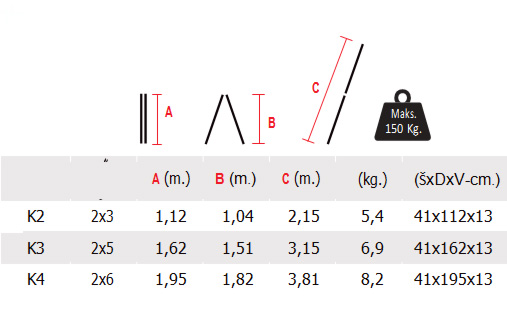 C
A
B
Maks.
150 Kg.
A (m.) B (m.) C (m.) (kg.) (šxDxV-cm.)
K2 2x3 1,12 1,04 2,15 5,4 41x112x13
K3 2x5 1,62 1,51 3,15 6,9 41x162x13
K4 2x6 1,95 1,82 3,81 8,2 41x195x13